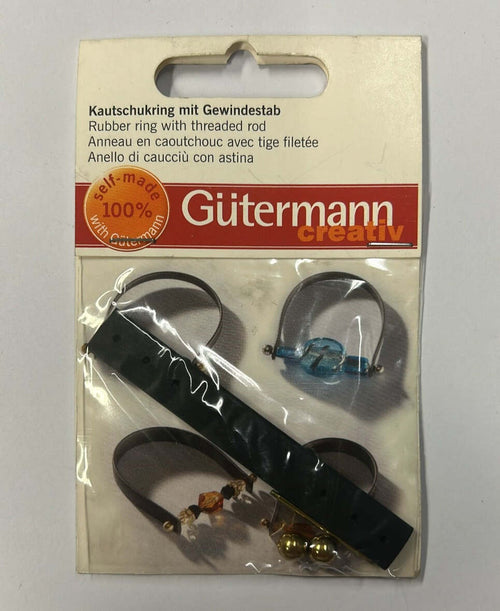 Kautschukring mit Gewindestab
Rubber ring with threaded rod
Anneau en caoutchouc avec tige filetée
Anello di caucciù con astina
self-made
100%
with Gütermann
Gütermann
creativ